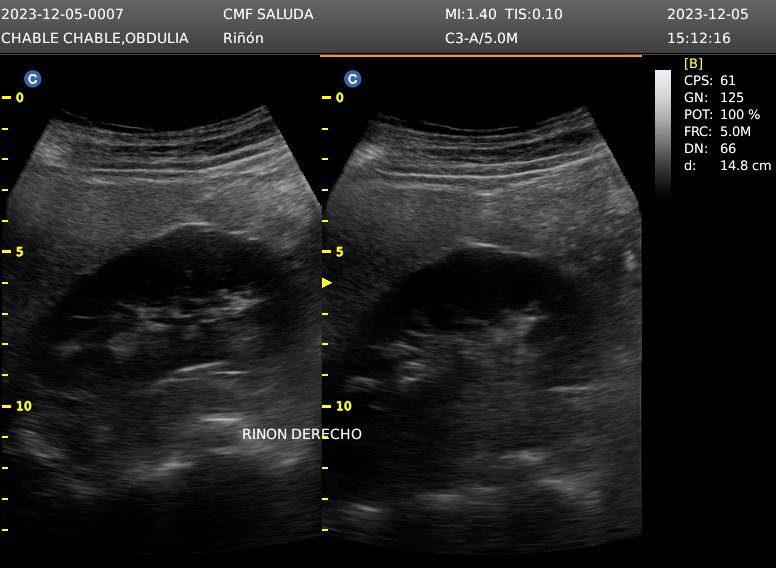 2023-12-05-0007 CMF SALUDA MI:1.40 TIS:0.10 2023-12-05
CHABLE CHABLE,OBDULIA Riñón C3-A/5.0M 15:12:16
C C
[B]
CPS: 61
GN: 125
POT: 100 %
FRC: 5.0M
DN: 66
d: 14.8 cm
0 0
5 5
10 10
RINON DERECHO